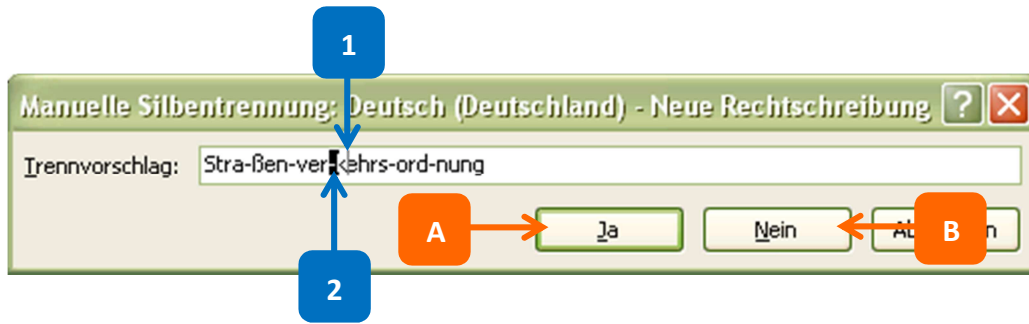 1
Manuelle Silbentrennung: Deutsch (Deutschland) - Neue Rechtschreibung
Trennvorschlag: Stra-ßen-ver-kehrs-ord-nung
A Ja Nein B
2